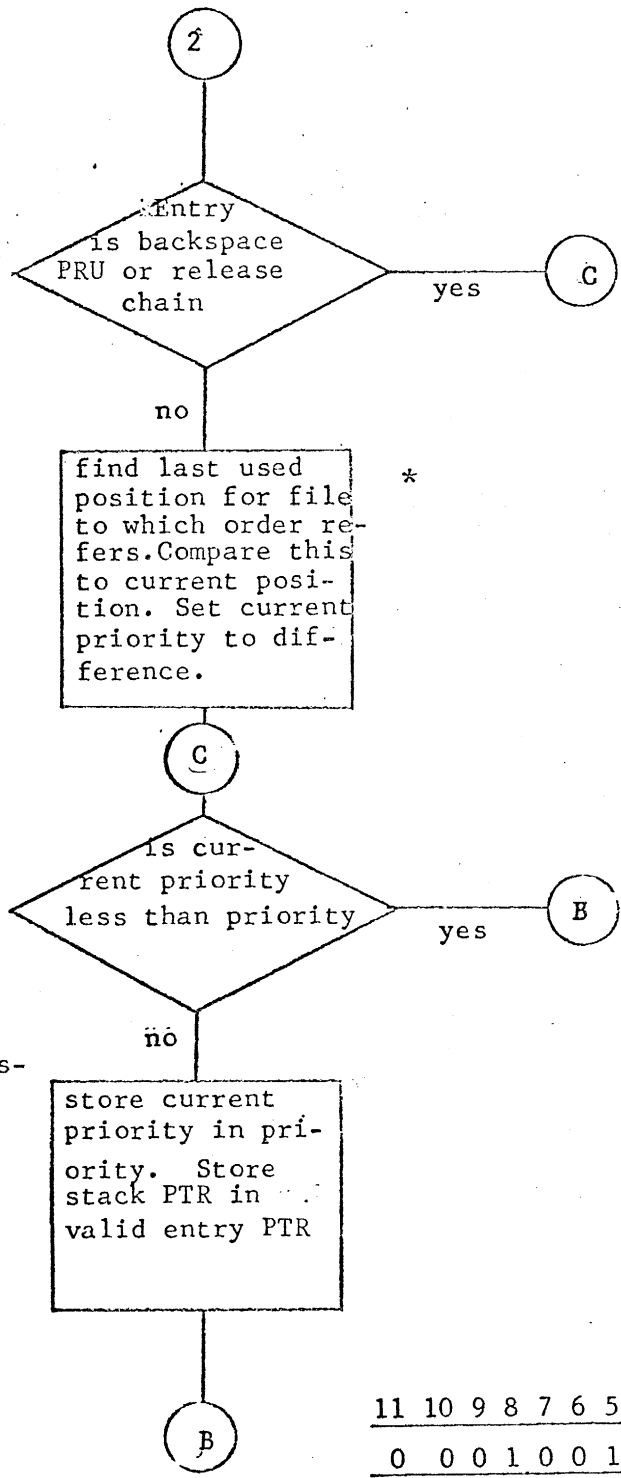 2
Entry
is backspace
PRU or release
chain
yes
C
no
find last used
position for file
to which order re-
fers.Compare this
to current posi-
tion. Set current
priority to dif-
ference.
*
C
is cur-
rent priority
less than priority
yes
B
no
s-
store current
priority in pri-
ority. Store
stack PTR in
valid entry PTR
B
11 10 9 8 7 6 5
0 0 0 1 0 0 1